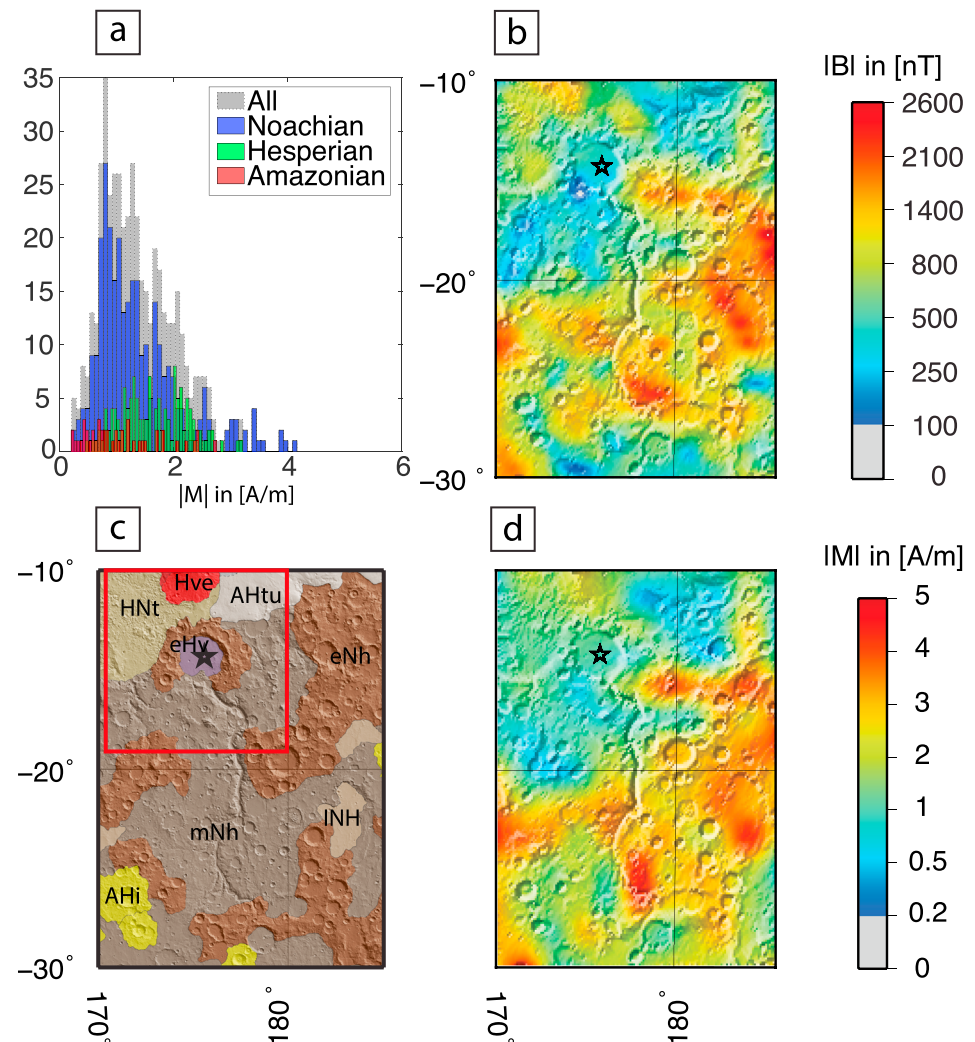 a
35
30
25
20
15
10
5
0
0 2 4 6
|M| in [A/m]
All
Noachian
Hesperian
Amazonian
b
−10°
−20°
−30°
|B| in [nT]
2600
2100
1400
800
500
250
100
0
c
−10°
−20°
−30°
Hve
HNt
AHtu
eHv
eNh
lNH
mNh
AHi
170° 180°
d
170° 180°
|M| in [A/m]
5
4
3
2
1
0.5
0.2
0